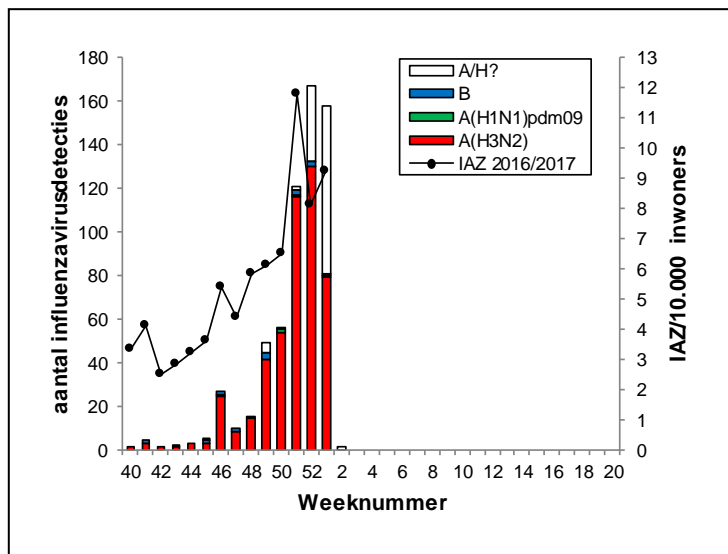 180
160
140
120
100
80
60
40
20
0
aantal influenzavirusdetecties
A/H?
B
A(H1N1)pdm09
A(H3N2)
IAZ 2016/2017
13
12
11
10
9
8
7
6
5
4
3
2
1
0
IAZ/10.000 inwoners
40 42 44 46 48 50 52 2 4 6 8 10 12 14 16 18 20
Weeknummer